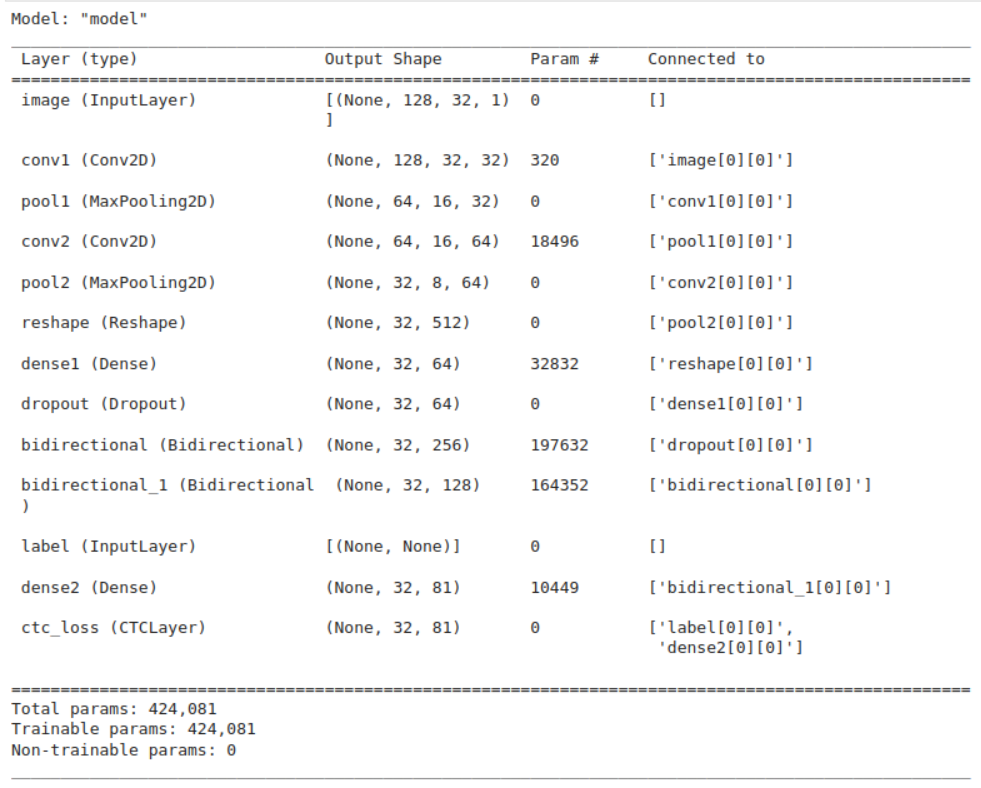 Model: "model"
Layer (type) Output Shape Param # Connected to
image (InputLayer) [(None, 128, 32, 1) 0 []
]
conv1 (Conv2D) (None, 128, 32, 32) 320 ['image[0][0]']
pool1 (MaxPooling2D) (None, 64, 16, 32) 0 ['conv1[0][0]']
conv2 (Conv2D) (None, 64, 16, 64) 18496 ['pool1[0][0]']
pool2 (MaxPooling2D) (None, 32, 8, 64) 0 ['conv2[0][0]']
reshape (Reshape) (None, 32, 512) 0 ['pool2[0][0]']
dense1 (Dense) (None, 32, 64) 32832 ['reshape[0][0]']
dropout (Dropout) (None, 32, 64) 0 ['dense1[0][0]']
bidirectional (Bidirectional) (None, 32, 256) 197632 ['dropout[0][0]']
bidirectional_1 (Bidirectional (None, 32, 128) 164352 ['bidirectional[0][0]']
)
label (InputLayer) [(None, None)] 0 []
dense2 (Dense) (None, 32, 81) 10449 ['bidirectional_1[0][0]']
ctc_loss (CTCLayer) (None, 32, 81) 0 ['label[0][0]',
'dense2[0][0]']
Total params: 424,081
Trainable params: 424,081
Non-trainable params: 0